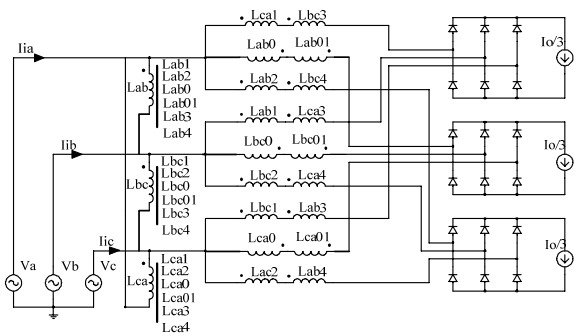 Lca1 Lbc3
Iia
Lab0 Lab01
Io/3
Lab
Lab1
Lab2
Lab0
Lab01
Lab3
Lab4
Lab2 Lbc4
Lab1 Lca3
Iib
Lbc0 Lbc01
Io/3
Lbc
Lbc1
Lbc2
Lbc0
Lbc01
Lbc3
Lbc4
Lbc2 Lca4
Lbc1 Lab3
Iic
Lca0 Lca01
Io/3
Va Vb Vc
Lca
Lca1
Lca2
Lca0
Lca01
Lca3
Lca4
Lac2 Lab4